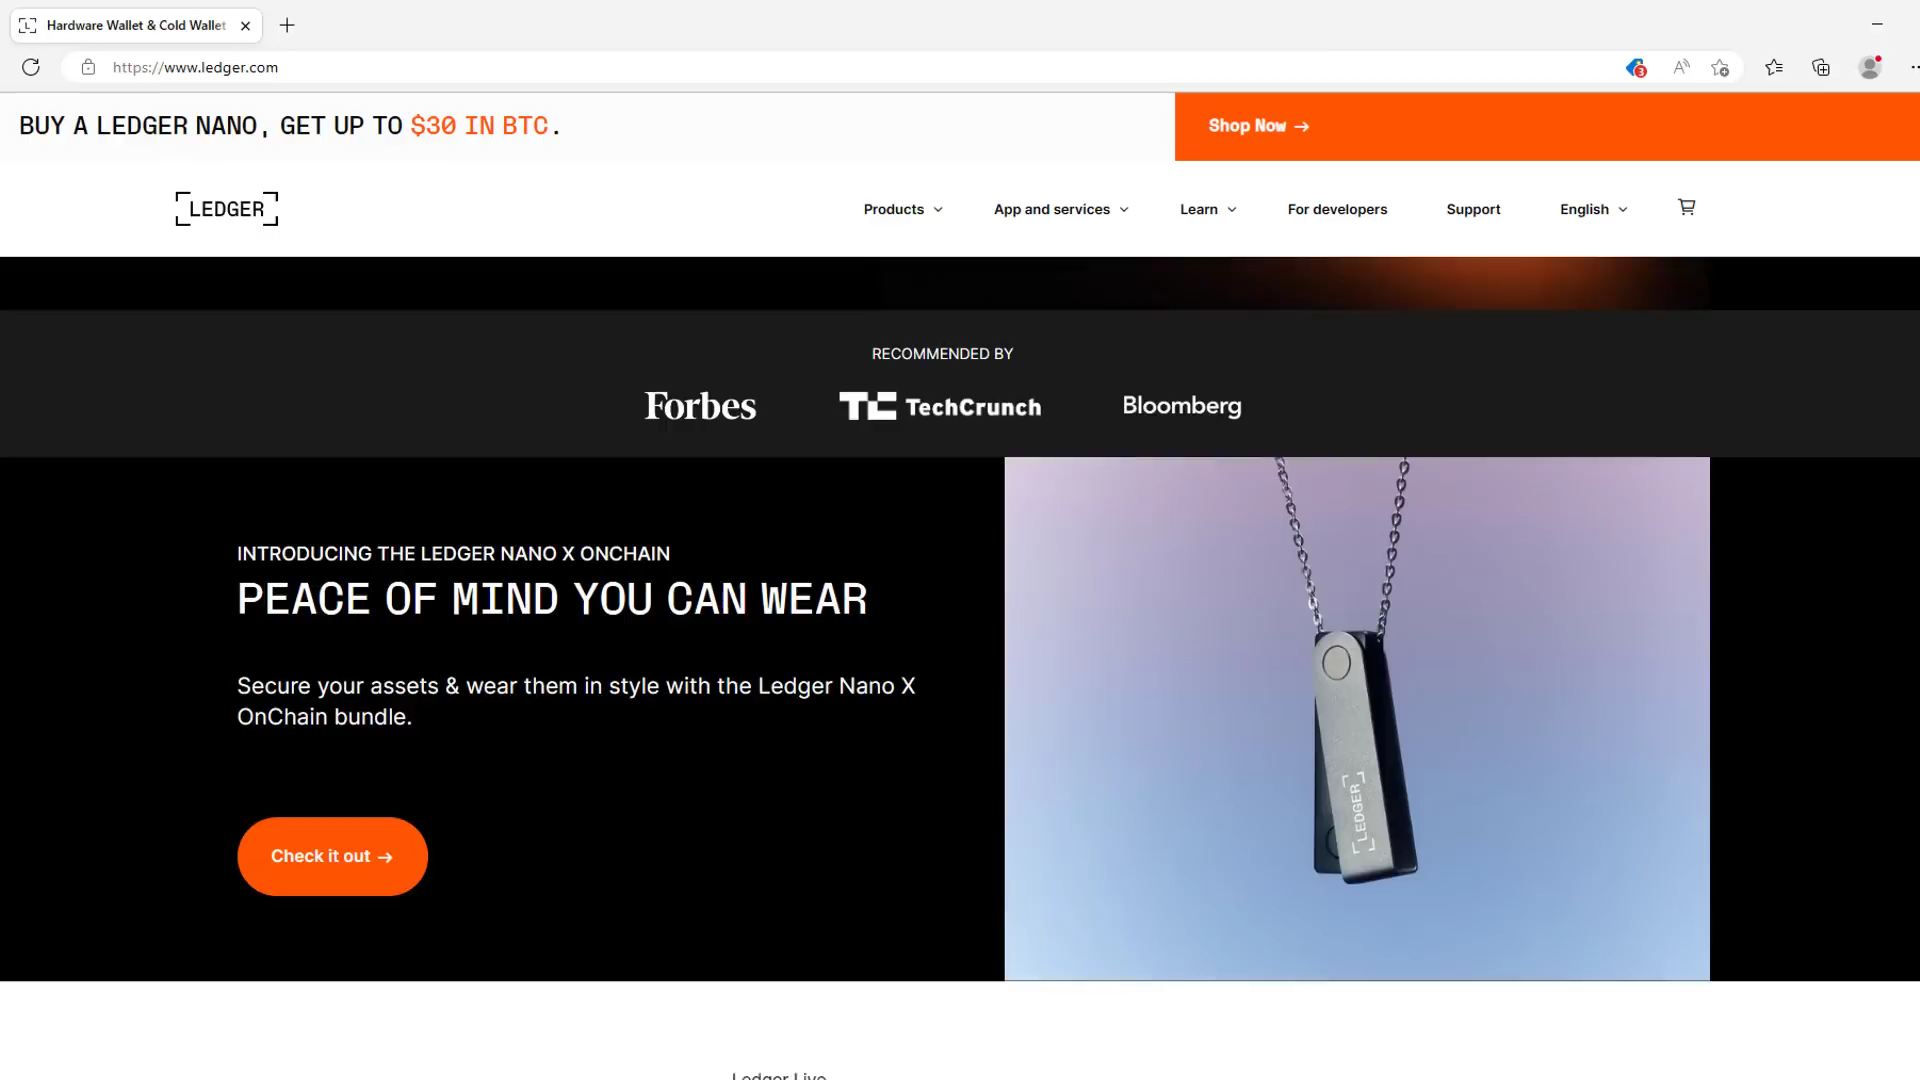 Hardware Wallet & Cold Wallet
https://www.ledger.com
3
BUY A LEDGER NANO, GET UP TO $30 IN BTC.
Shop Now →
LEDGER
Products
App and services
Learn
For developers
Support
English
RECOMMENDED BY
Forbes
TC TechCrunch
Bloomberg
INTRODUCING THE LEDGER NANO X ONCHAIN
PEACE OF MIND YOU CAN WEAR
Secure your assets & wear them in style with the Ledger Nano X
OnChain bundle.
Check it out →
LEDGER
Ledger Live